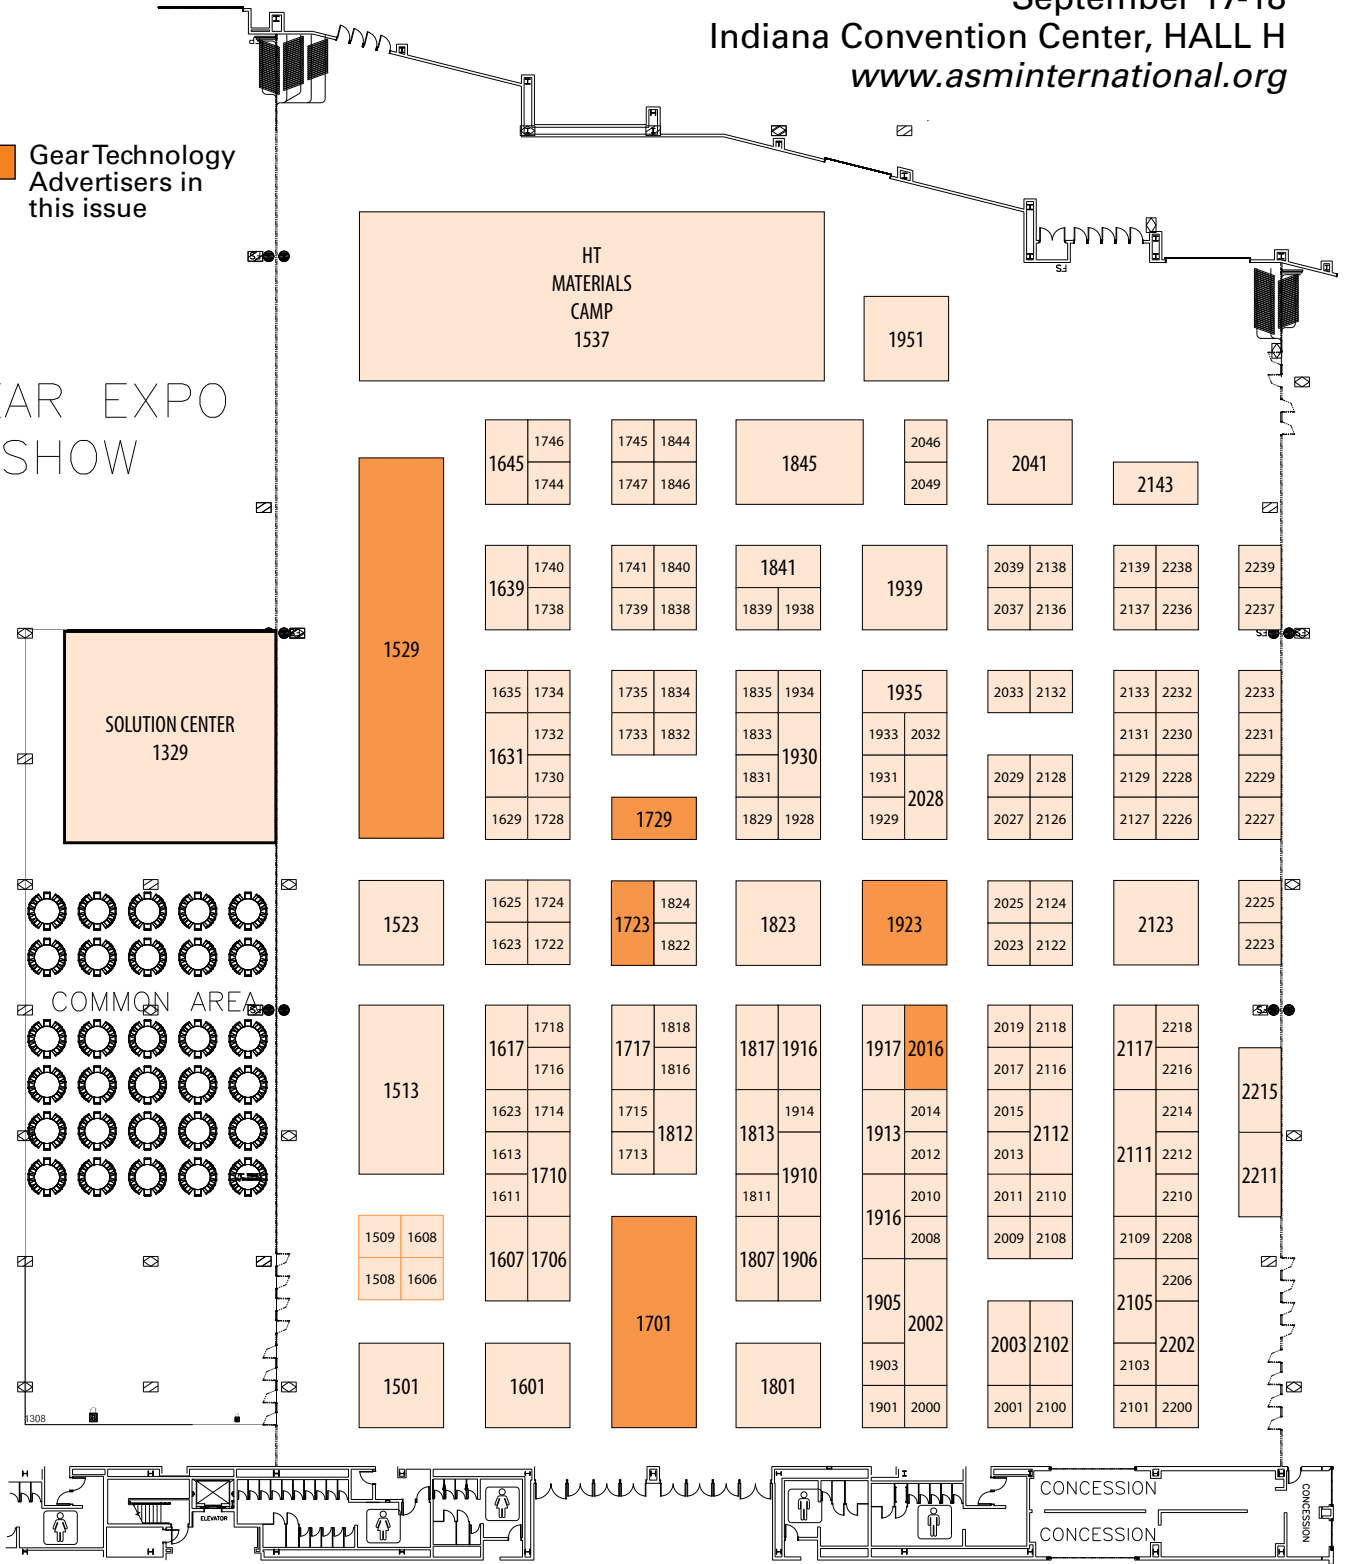 September 17-18
Indiana Convention Center, HALL H
www.asminternational.org
Gear Technology
Advertisers in
this issue
HT
MATERIALS
CAMP
1537
1951
EAR EXPO
SHOW
1645 1746 1745 1844 1845 2046 2041
1744 1747 1846 2049 2143
1639 1740 1741 1840 1841 1939 2039 2138 2139 2238 2239
1738 1739 1838 1839 1938 2037 2136 2137 2236 2237
1529
SOLUTION CENTER
1329
1635 1734 1735 1834 1835 1934 1935 2033 2132 2133 2232 2233
1631 1732 1733 1832 1833 1930 1933 2032 2131 2230 2231
1730 1831 1931 2028 2029 2128 2129 2228 2229
1629 1728 1729 1829 1928 1929 2027 2126 2127 2226 2227
1523 1625 1724 1723 1824 1823 1923 2025 2124 2123 2225
1623 1722 1822 2023 2122 2223
COMMON AREA
1513 1617 1718 1717 1818 1817 1916 1917 2016 2019 2118 2117 2218
1716 1816 2017 2116 2216 2215
1623 1714 1715 1812 1813 1914 1913 2014 2015 2112 2111 2214
1613 1710 1713 1910 2012 2013 2212 2211
1611 1811 1916 2010 2011 2110 2210
1509 1608 1607 1706 1701 1807 1906 2008 2009 2108 2109 2208
1508 1606 1905 2002 2105 2206
2003 2102 2202
1903 2103
1501 1601 1801 1901 2000 2001 2100 2101 2200
1308
ELEVATOR
CONCESSION
CONCESSION
CONCESSION
FS